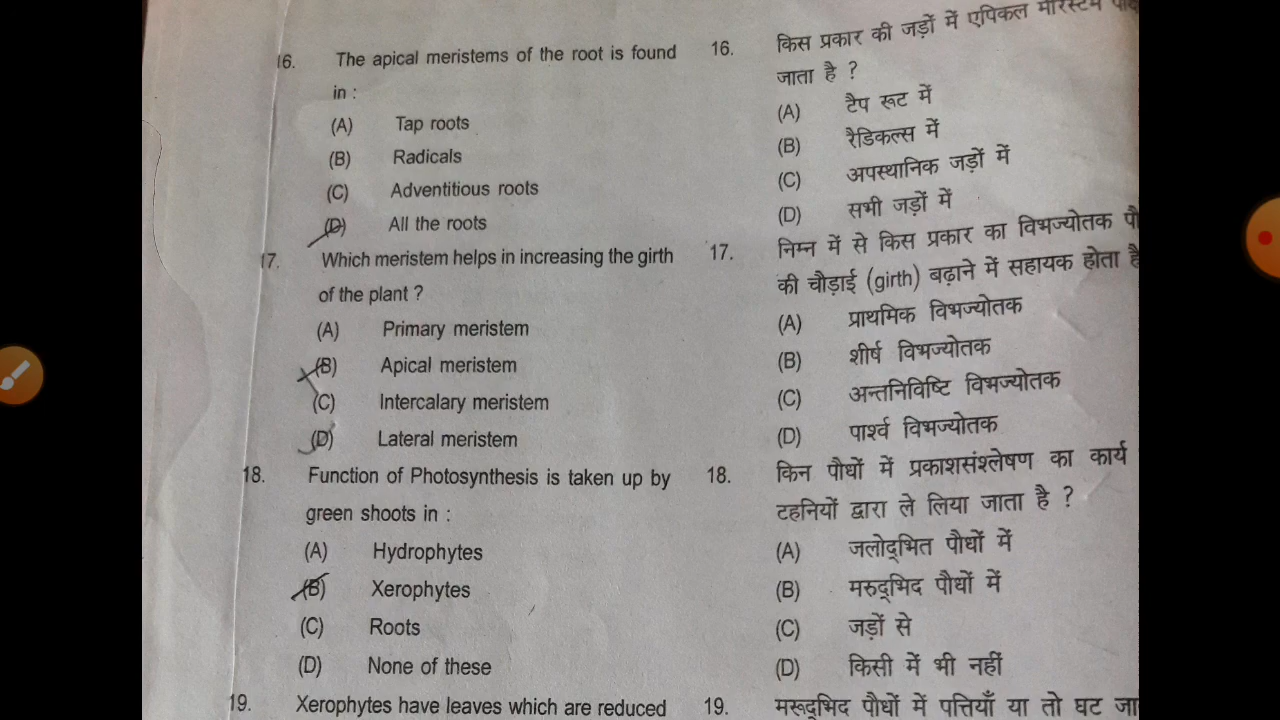 16. The apical meristems of the root is found
in :
(A) Tap roots
(B) Radicals
(C) Adventitious roots
(D) All the roots
17. Which meristem helps in increasing the girth
of the plant ?
(A) Primary meristem
(B) Apical meristem
(C) Intercalary meristem
(D) Lateral meristem
18. Function of Photosynthesis is taken up by
green shoots in :
(A) Hydrophytes
(B) Xerophytes
(C) Roots
(D) None of these
19. Xerophytes have leaves which are reduced
16. किस प्रकार की जड़ों में एपिकल मेरिस्टेम
जाता है ?
(A) टैप रूट में
(B) रैडिकल्स में
(C) अपस्थानिक जड़ों में
(D) सभी जड़ों में
17. निम्न में से किस प्रकार का विभज्योतक
की चौड़ाई (girth) बढ़ाने में सहायक होता है
(A) प्राथमिक विभज्योतक
(B) शीर्ष विभज्योतक
(C) अन्तनिविष्टि विभज्योतक
(D) पार्श्व विभज्योतक
18. किन पौधों में प्रकाशसंश्लेषण का कार्य
टहनियों द्वारा ले लिया जाता है ?
(A) जलोद्भित पौधों में
(B) मरुद्भिद पौधों में
(C) जड़ों से
(D) किसी में भी नहीं
19. मरूद्भिद पौधों में पत्तियाँ या तो घट जा